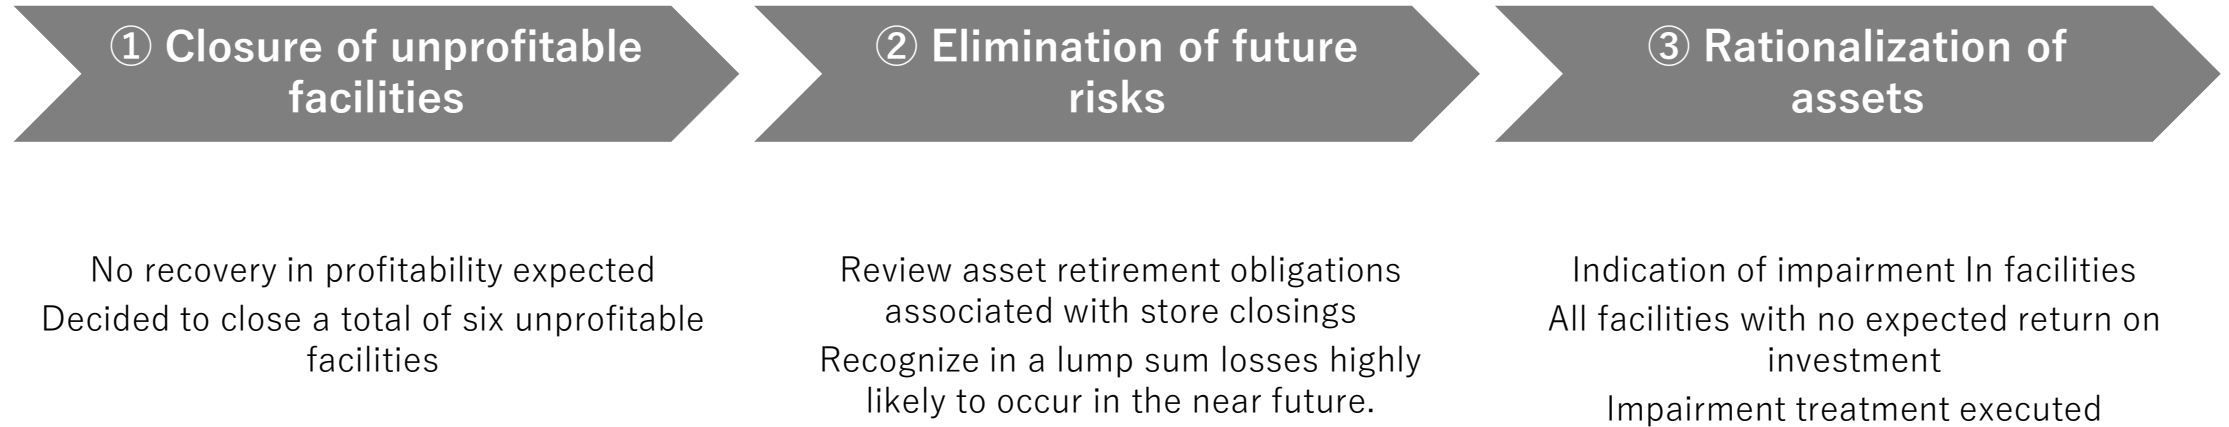 ① Closure of unprofitable
facilities
No recovery in profitability expected
Decided to close a total of six unprofitable
facilities
② Elimination of future
risks
Review asset retirement obligations
associated with store closings
Recognize in a lump sum losses highly
likely to occur in the near future.
③ Rationalization of
assets
Indication of impairment In facilities
All facilities with no expected return on
investment
Impairment treatment executed